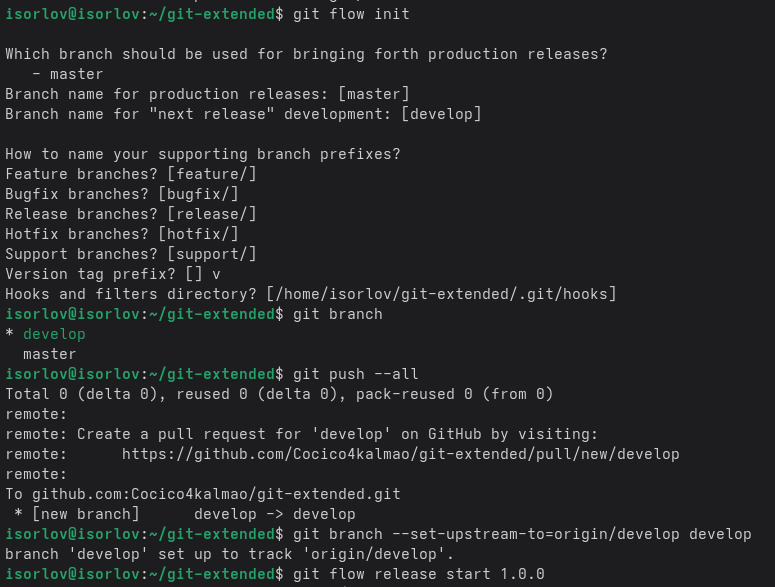 isorlov@isorlov:~/git-extended$ git flow init

Which branch should be used for bringing forth production releases?
   - master
Branch name for production releases: [master]
Branch name for "next release" development: [develop]

How to name your supporting branch prefixes?
Feature branches? [feature/]
Bugfix branches? [bugfix/]
Release branches? [release/]
Hotfix branches? [hotfix/]
Support branches? [support/]
Version tag prefix? [] v
Hooks and filters directory? [/home/isorlov/git-extended/.git/hooks]
isorlov@isorlov:~/git-extended$ git branch
* develop
  master
isorlov@isorlov:~/git-extended$ git push --all
Total 0 (delta 0), reused 0 (delta 0), pack-reused 0 (from 0)
remote:
remote: Create a pull request for 'develop' on GitHub by visiting:
remote:      https://github.com/Cocico4kalmao/git-extended/pull/new/develop
remote:
To github.com:Cocico4kalmao/git-extended.git
 * [new branch]      develop -> develop
isorlov@isorlov:~/git-extended$ git branch --set-upstream-to=origin/develop develop
branch 'develop' set up to track 'origin/develop'.
isorlov@isorlov:~/git-extended$ git flow release start 1.0.0